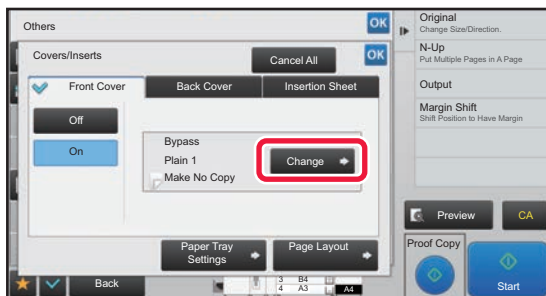 Others
OK
Covers/Inserts
Cancel All
OK
Front Cover
Back Cover
Insertion Sheet
Off
On
Bypass
Plain 1
Make No Copy
Change
Paper Tray
Settings
Page Layout
Back
3 B4
4 A3
A4
Original
Change Size/Direction.
N-Up
Put Multiple Pages in A Page
Output
Margin Shift
Shift Position to Have Margin
Preview
CA
Proof Copy
Start